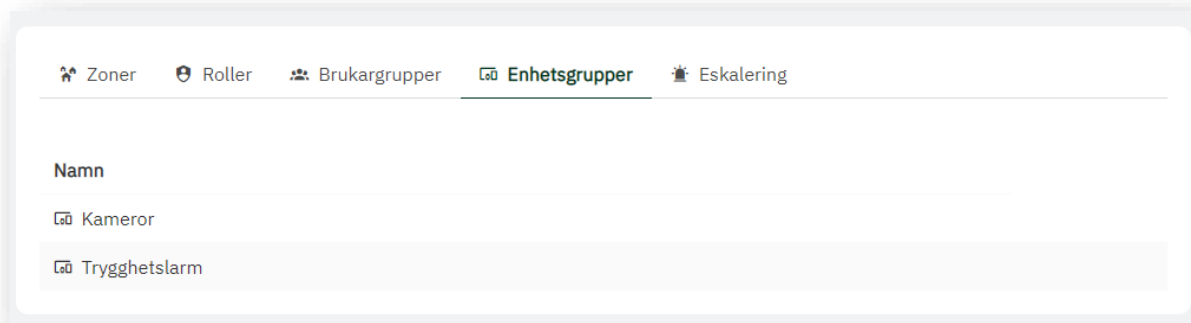 Zoner Roller Brukargrupper Enhetsgrupper Eskalering
Namn
Kameror
Trygghetslarm